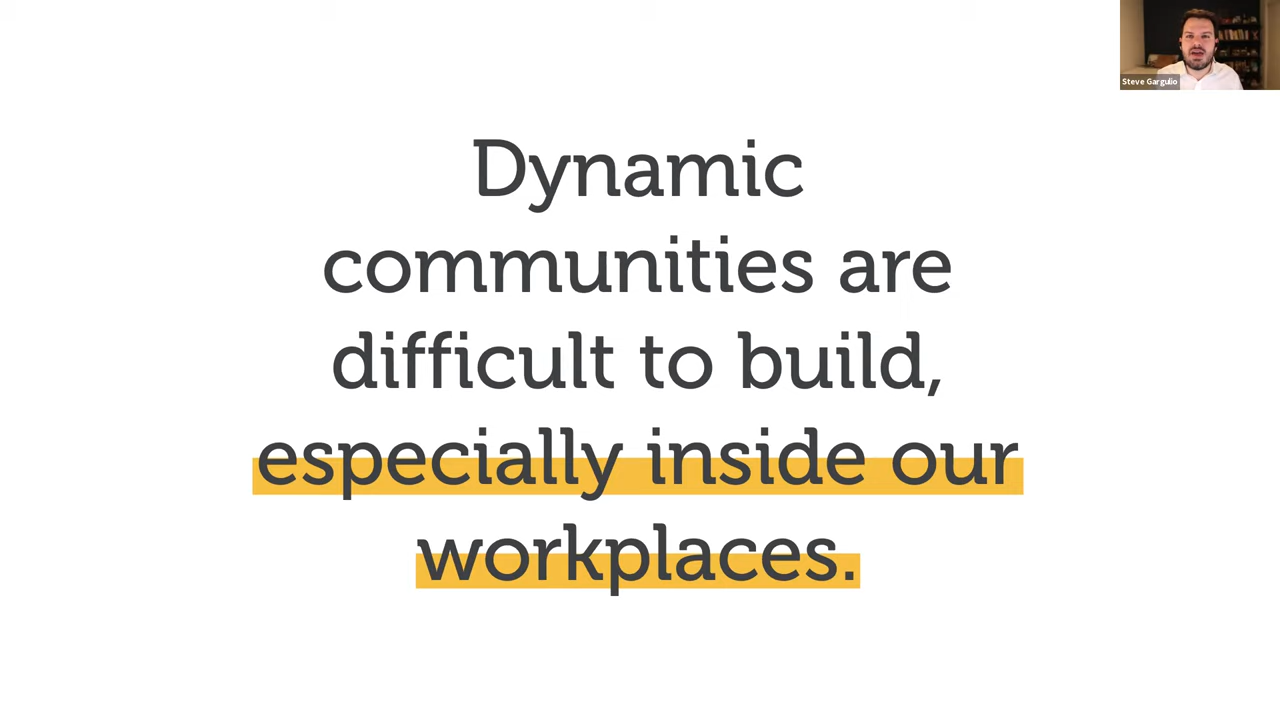 Steve Gargulio
Dynamic
communities are
difficult to build,
especially inside our
workplaces.